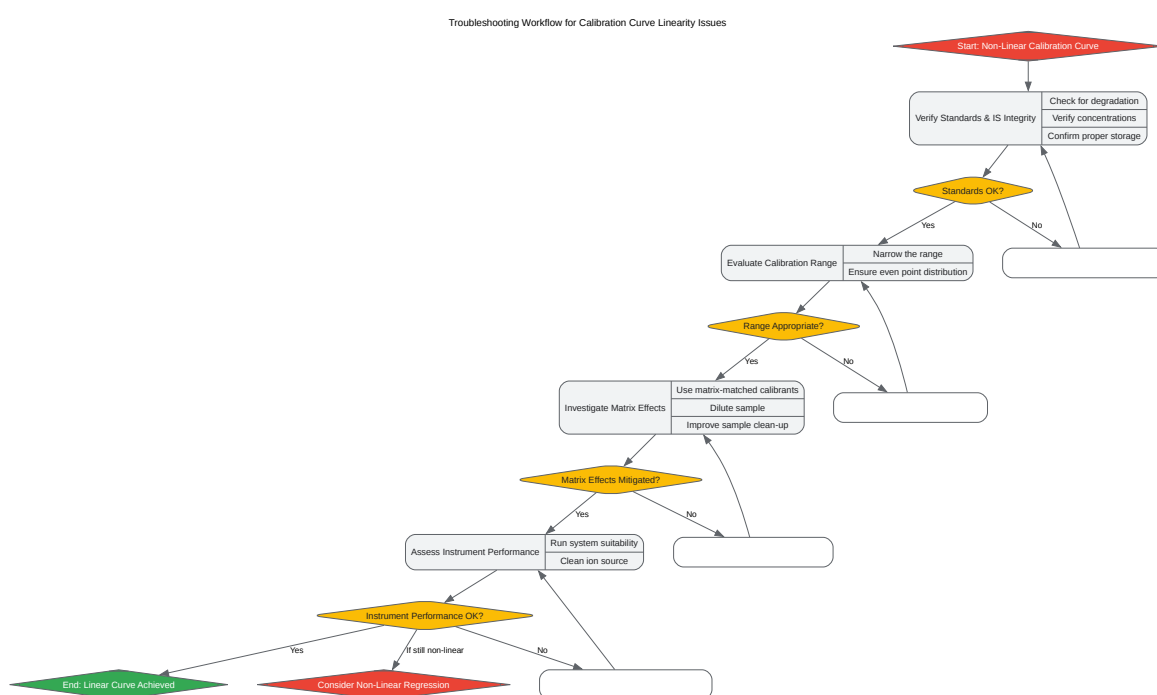 Troubleshooting Workflow for Calibration Curve Linearity Issues
Start: Non-Linear Calibration Curve
Verify Standards & IS Integrity
Check for degradation
Verify concentrations
Confirm proper storage
Standards OK?
Yes
No
Evaluate Calibration Range
Narrow the range
Ensure even point distribution
Range Appropriate?
Yes
No
Investigate Matrix Effects
Use matrix-matched calibrants
Dilute sample
Improve sample clean-up
Matrix Effects Mitigated?
Yes
No
Assess Instrument Performance
Run system suitability
Clean ion source
Instrument Performance OK?
Yes
If still non-linear
No
End: Linear Curve Achieved
Consider Non-Linear Regression